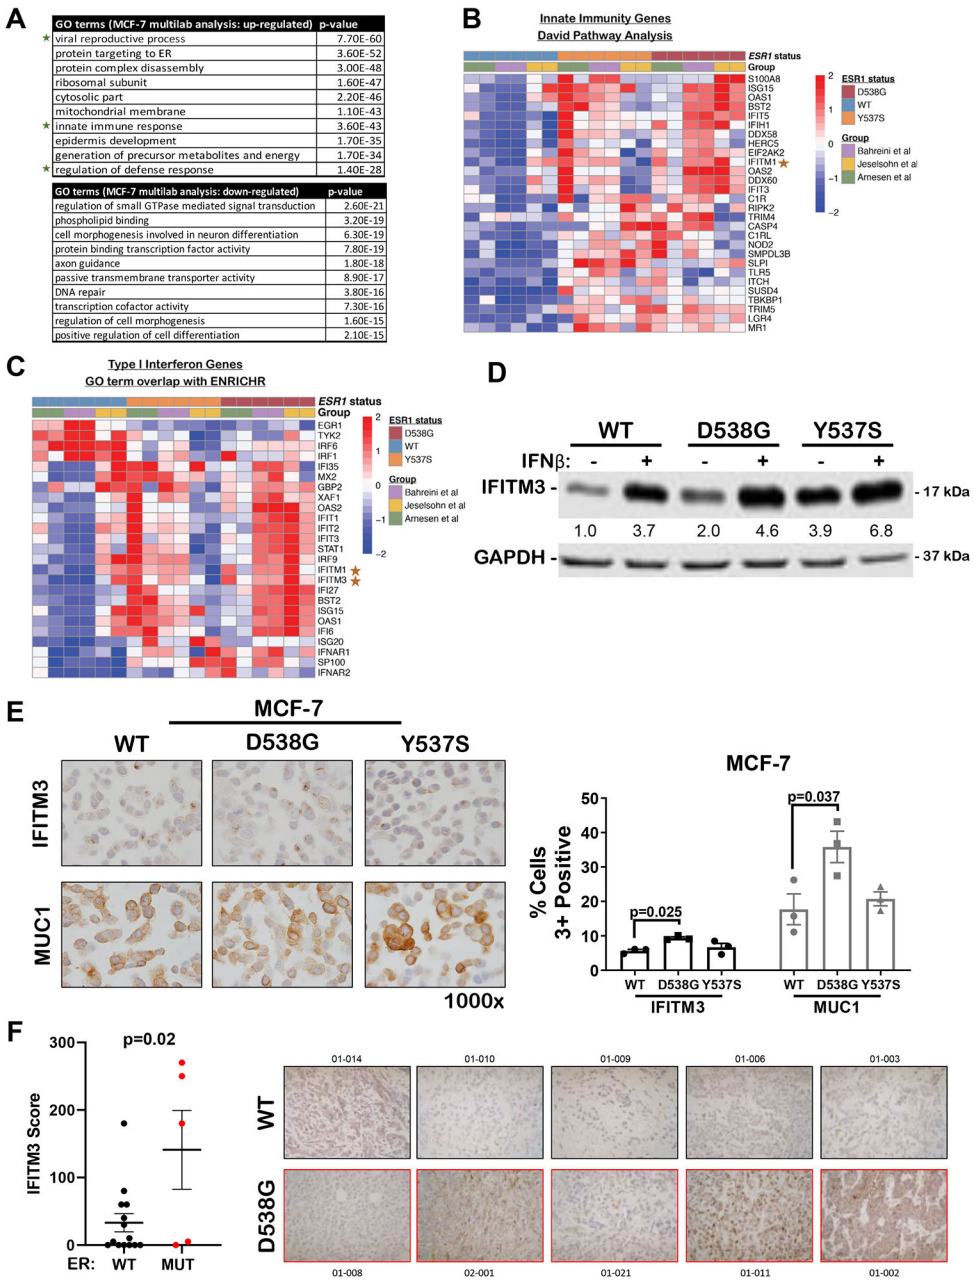 A
GO terms (MCF-7 multilab analysis: up-regulated) p-value
viral reproductive process 7.70E-60
protein targeting to ER 3.60E-52
protein complex disassembly 3.00E-48
ribosomal subunit 1.60E-47
cytosolic part 2.20E-46
mitochondrial membrane 1.10E-43
innate immune response 3.60E-43
epidermis development 1.70E-35
generation of precursor metabolites and energy 1.70E-34
regulation of defense response 1.40E-28
GO terms (MCF-7 multilab analysis: down-regulated) p-value
regulation of small GTPase mediated signal transduction 2.60E-21
phospholipid binding 3.20E-19
cell morphogenesis involved in neuron differentiation 6.30E-19
protein binding transcription factor activity 7.80E-19
axon guidance 1.80E-18
passive transmembrane transporter activity 8.90E-17
DNA repair 3.80E-16
transcription cofactor activity 7.30E-16
regulation of cell morphogenesis 1.60E-15
positive regulation of cell differentiation 2.10E-15
B
Innate Immunity Genes
David Pathway Analysis
ESR1 status
Group
S100A8
ISG15
OAS1
BST2
IFIT5
IFIH1
DDX58
HERC5
EIF2AK2
IFITM1
OAS2
DDX60
IFIT3
C1R
RIPK2
TRIM4
CASP4
C1RL
NOD2
SMPDL3B
SLPI
TLR5
ITCH
SUSD4
TBKBP1
TRIM5
LGR4
MR1
2
1
0
−1
−2
ESR1 status
D538G
WT
Y537S
Group
Bahreini et al
Jeselsohn et al
Arnesen et al
C
Type I Interferon Genes
GO term overlap with ENRICHR
ESR1 status
Group
EGR1
TYK2
IRF6
IRF1
IFI35
MX2
GBP2
XAF1
OAS2
IFIT1
IFIT2
IFIT3
STAT1
IRF9
IFITM1
IFITM3
IFI27
BST2
ISG15
OAS1
IFI6
ISG20
IFNAR1
SP100
IFNAR2
2
1
0
−1
−2
ESR1 status
D538G
WT
Y537S
Group
Bahreini et al
Jeselsohn et al
Arnesen et al
D
WT D538G Y537S
IFNβ: - + - + - +
IFITM3 - - 17 kDa
1.0 3.7 2.0 4.6 3.9 6.8
GAPDH - - 37 kDa
E
MCF-7
WT D538G Y537S
IFITM3
MUC1
1000x
MCF-7
% Cells
3+ Positive
50
40
30
20
10
0
p=0.025
p=0.037
WT D538G Y537S WT D538G Y537S
IFITM3 MUC1
F
p=0.02
IFITM3 Score
300
200
100
0
ER: WT MUT
01-014 01-010 01-009 01-006 01-003
WT
D538G
01-008 02-001 01-021 01-011 01-002